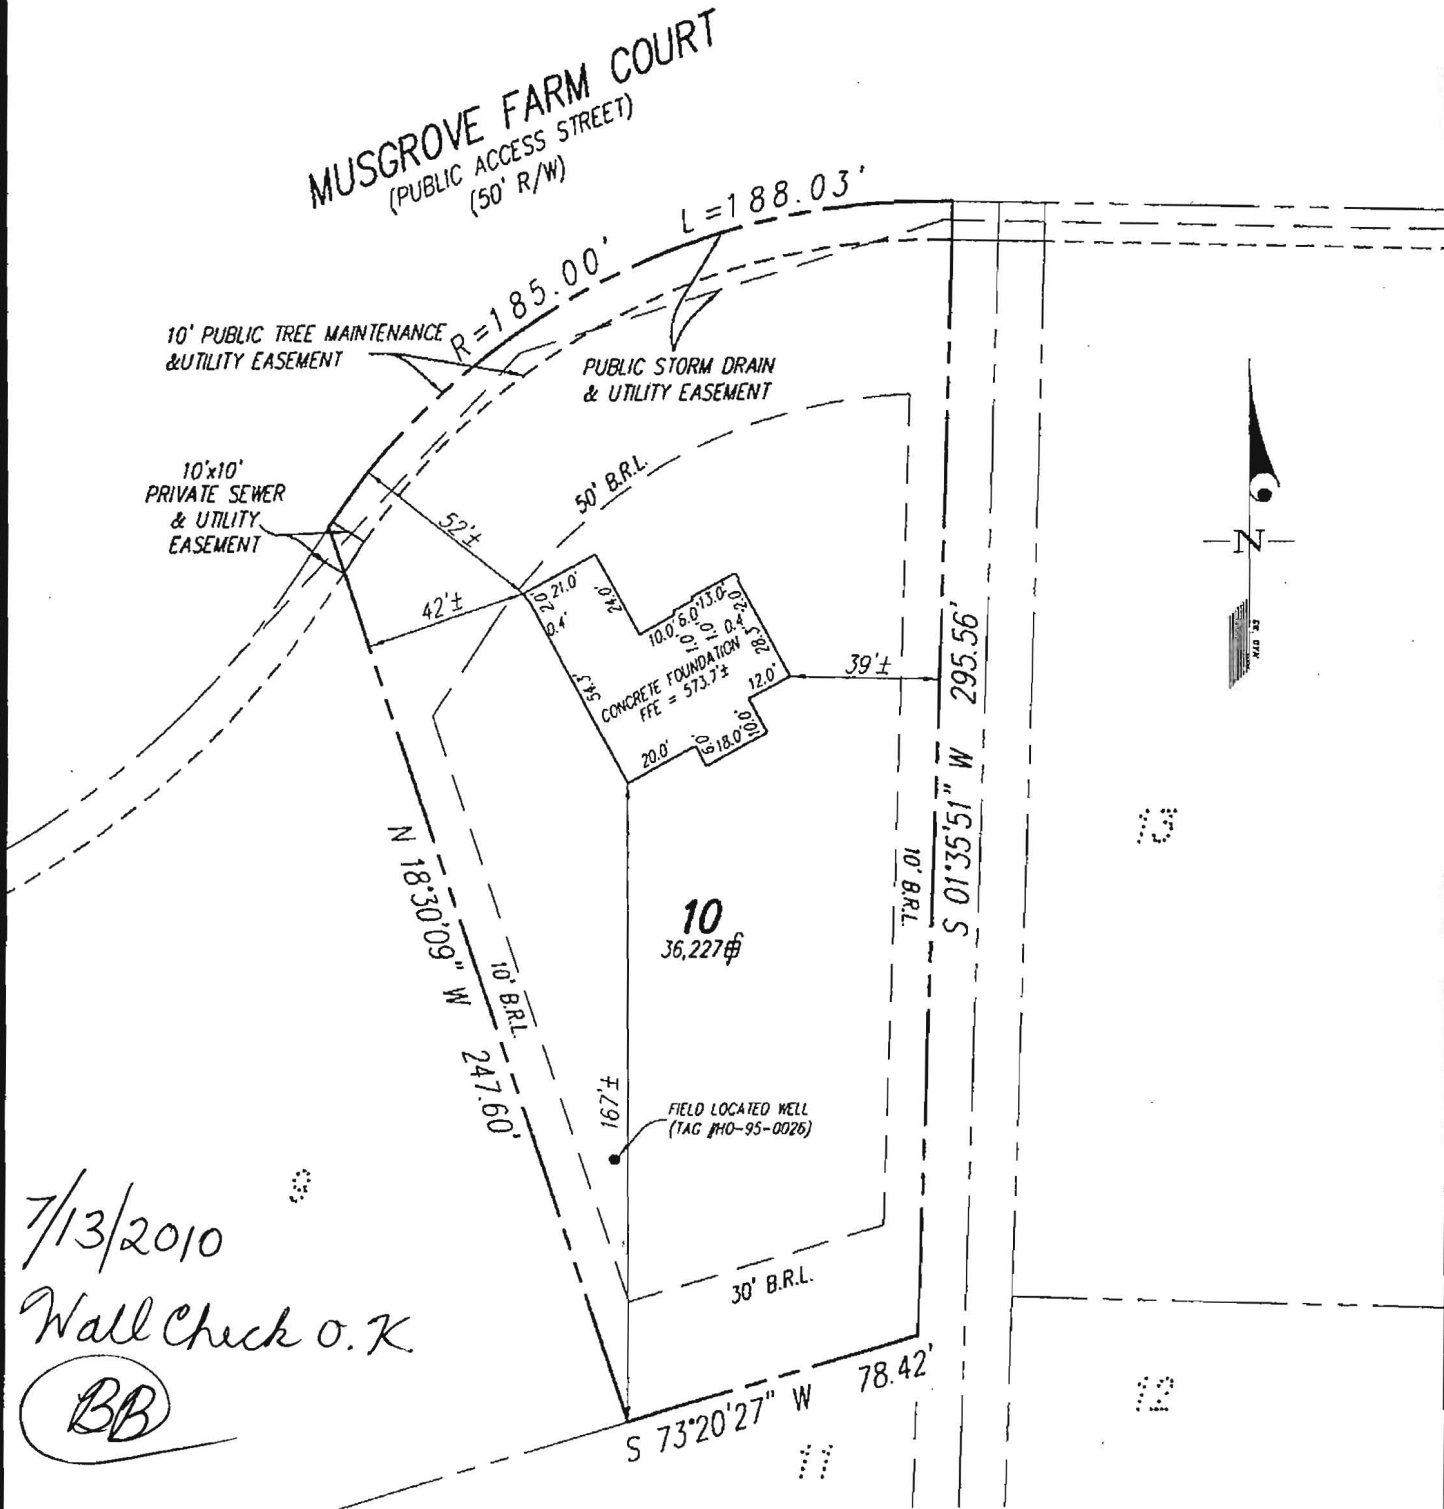 MUSGROVE FARM COURT
(PUBLIC ACCESS STREET)
(50' R/W)
L=188.03'
R=185.00'
10' PUBLIC TREE MAINTENANCE
&UTILITY EASEMENT
PUBLIC STORM DRAIN
& UTILITY EASEMENT
10'x10'
PRIVATE SEWER
& UTILITY
EASEMENT
50' B.R.L.
52'±
42'±
39'±
21.0'
2.0'
0.4'
24.0'
10.0'
6.0'
13.0'
1.0'
1.0'
0.4'
2.0'
28.3'
54.3'
CONCRETE FOUNDATION
FFE = 573.7'±
12.0'
10.0'
18.0'
6.0'
20.0'
N
S 01°35'51" W 295.56'
10' B.R.L.
13
N 18°30'09" W 247.60'
10' B.R.L.
10
36,227
167'±
FIELD LOCATED WELL
(TAG #HO-95-0026)
9
30' B.R.L.
7/13/2010
Wall Check O.K.
BB
S 73°20'27" W 78.42'
12
11